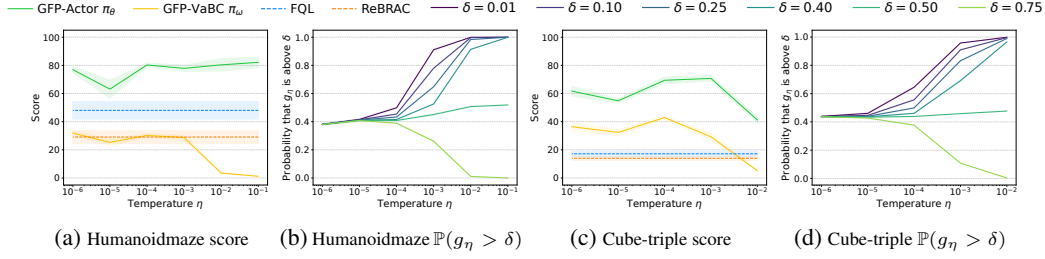 GFP-Actor π_θ GFP-VaBC π_ω FQL ReBRAC δ = 0.01 δ = 0.10 δ = 0.25 δ = 0.40 δ = 0.50 δ = 0.75
Score
100
80
60
40
20
0
10⁻⁶ 10⁻⁵ 10⁻⁴ 10⁻³ 10⁻² 10⁻¹
Temperature η
(a) Humanoidmaze score
Probability that g_η is above δ
1.0
0.8
0.6
0.4
0.2
0.0
10⁻⁶ 10⁻⁵ 10⁻⁴ 10⁻³ 10⁻² 10⁻¹
Temperature η
(b) Humanoidmaze ℙ(g_η > δ)
Score
100
80
60
40
20
0
10⁻⁶ 10⁻⁵ 10⁻⁴ 10⁻³ 10⁻²
Temperature η
(c) Cube-triple score
Probability that g_η is above δ
1.0
0.8
0.6
0.4
0.2
0.0
10⁻⁶ 10⁻⁵ 10⁻⁴ 10⁻³ 10⁻²
Temperature η
(d) Cube-triple ℙ(g_η > δ)